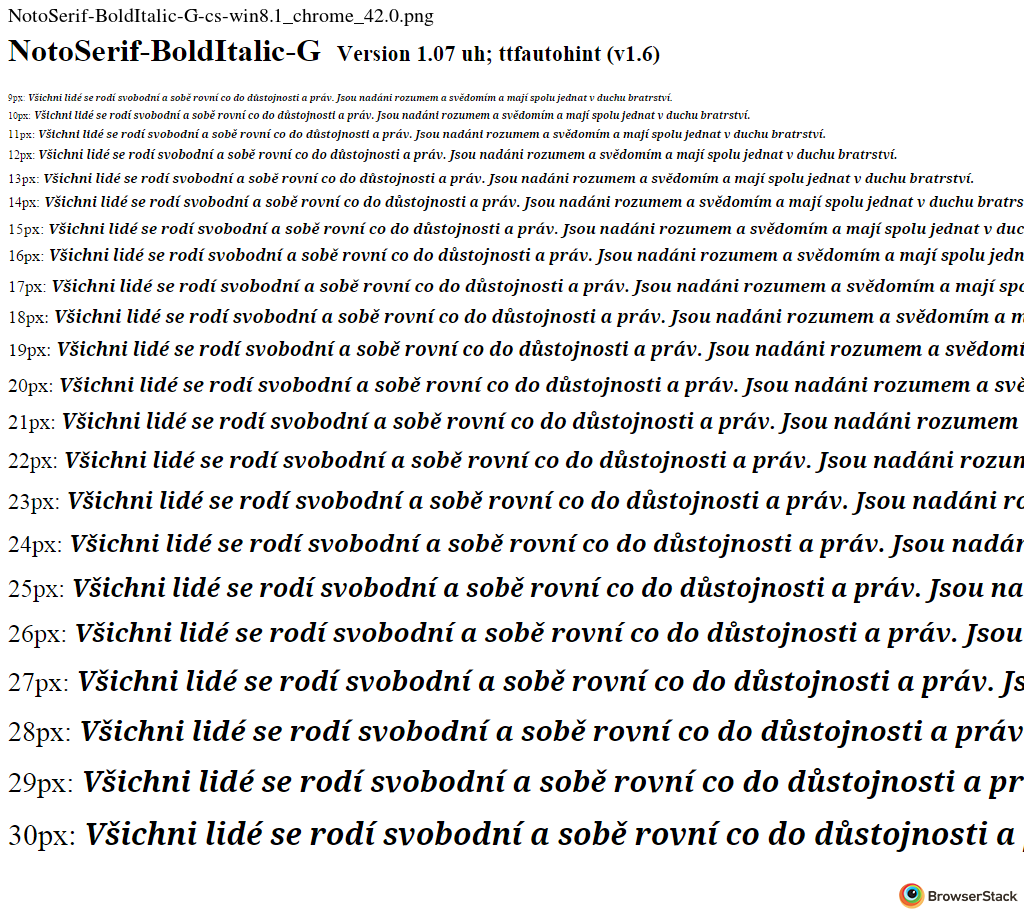 NotoSerif-BoldItalic-G-cs-win8.1_chrome_42.0.png
NotoSerif-BoldItalic-G Version 1.07 uh; ttfautohint (v1.6)
9px: Všichni lidé se rodí svobodní a sobě rovní co do důstojnosti a práv. Jsou nadáni rozumem a svědomím a mají spolu jednat v duchu bratrství.
10px: Všichni lidé se rodí svobodní a sobě rovní co do důstojnosti a práv. Jsou nadáni rozumem a svědomím a mají spolu jednat v duchu bratrství.
11px: Všichni lidé se rodí svobodní a sobě rovní co do důstojnosti a práv. Jsou nadáni rozumem a svědomím a mají spolu jednat v duchu bratrství.
12px: Všichni lidé se rodí svobodní a sobě rovní co do důstojnosti a práv. Jsou nadáni rozumem a svědomím a mají spolu jednat v duchu bratrství.
13px: Všichni lidé se rodí svobodní a sobě rovní co do důstojnosti a práv. Jsou nadáni rozumem a svědomím a mají spolu jednat v duchu bratrství.
14px: Všichni lidé se rodí svobodní a sobě rovní co do důstojnosti a práv. Jsou nadáni rozumem a svědomím a mají spolu jednat v duchu bratrs
15px: Všichni lidé se rodí svobodní a sobě rovní co do důstojnosti a práv. Jsou nadáni rozumem a svědomím a mají spolu jednat v duc
16px: Všichni lidé se rodí svobodní a sobě rovní co do důstojnosti a práv. Jsou nadáni rozumem a svědomím a mají spolu jedn
17px: Všichni lidé se rodí svobodní a sobě rovní co do důstojnosti a práv. Jsou nadáni rozumem a svědomím a mají spo
18px: Všichni lidé se rodí svobodní a sobě rovní co do důstojnosti a práv. Jsou nadáni rozumem a svědomím a m
19px: Všichni lidé se rodí svobodní a sobě rovní co do důstojnosti a práv. Jsou nadáni rozumem a svědomí
20px: Všichni lidé se rodí svobodní a sobě rovní co do důstojnosti a práv. Jsou nadáni rozumem a svě
21px: Všichni lidé se rodí svobodní a sobě rovní co do důstojnosti a práv. Jsou nadáni rozumem
22px: Všichni lidé se rodí svobodní a sobě rovní co do důstojnosti a práv. Jsou nadáni rozum
23px: Všichni lidé se rodí svobodní a sobě rovní co do důstojnosti a práv. Jsou nadáni ro
24px: Všichni lidé se rodí svobodní a sobě rovní co do důstojnosti a práv. Jsou nadán
25px: Všichni lidé se rodí svobodní a sobě rovní co do důstojnosti a práv. Jsou na
26px: Všichni lidé se rodí svobodní a sobě rovní co do důstojnosti a práv. Jsou
27px: Všichni lidé se rodí svobodní a sobě rovní co do důstojnosti a práv. Js
28px: Všichni lidé se rodí svobodní a sobě rovní co do důstojnosti a práv
29px: Všichni lidé se rodí svobodní a sobě rovní co do důstojnosti a pr
30px: Všichni lidé se rodí svobodní a sobě rovní co do důstojnosti a
BrowserStack